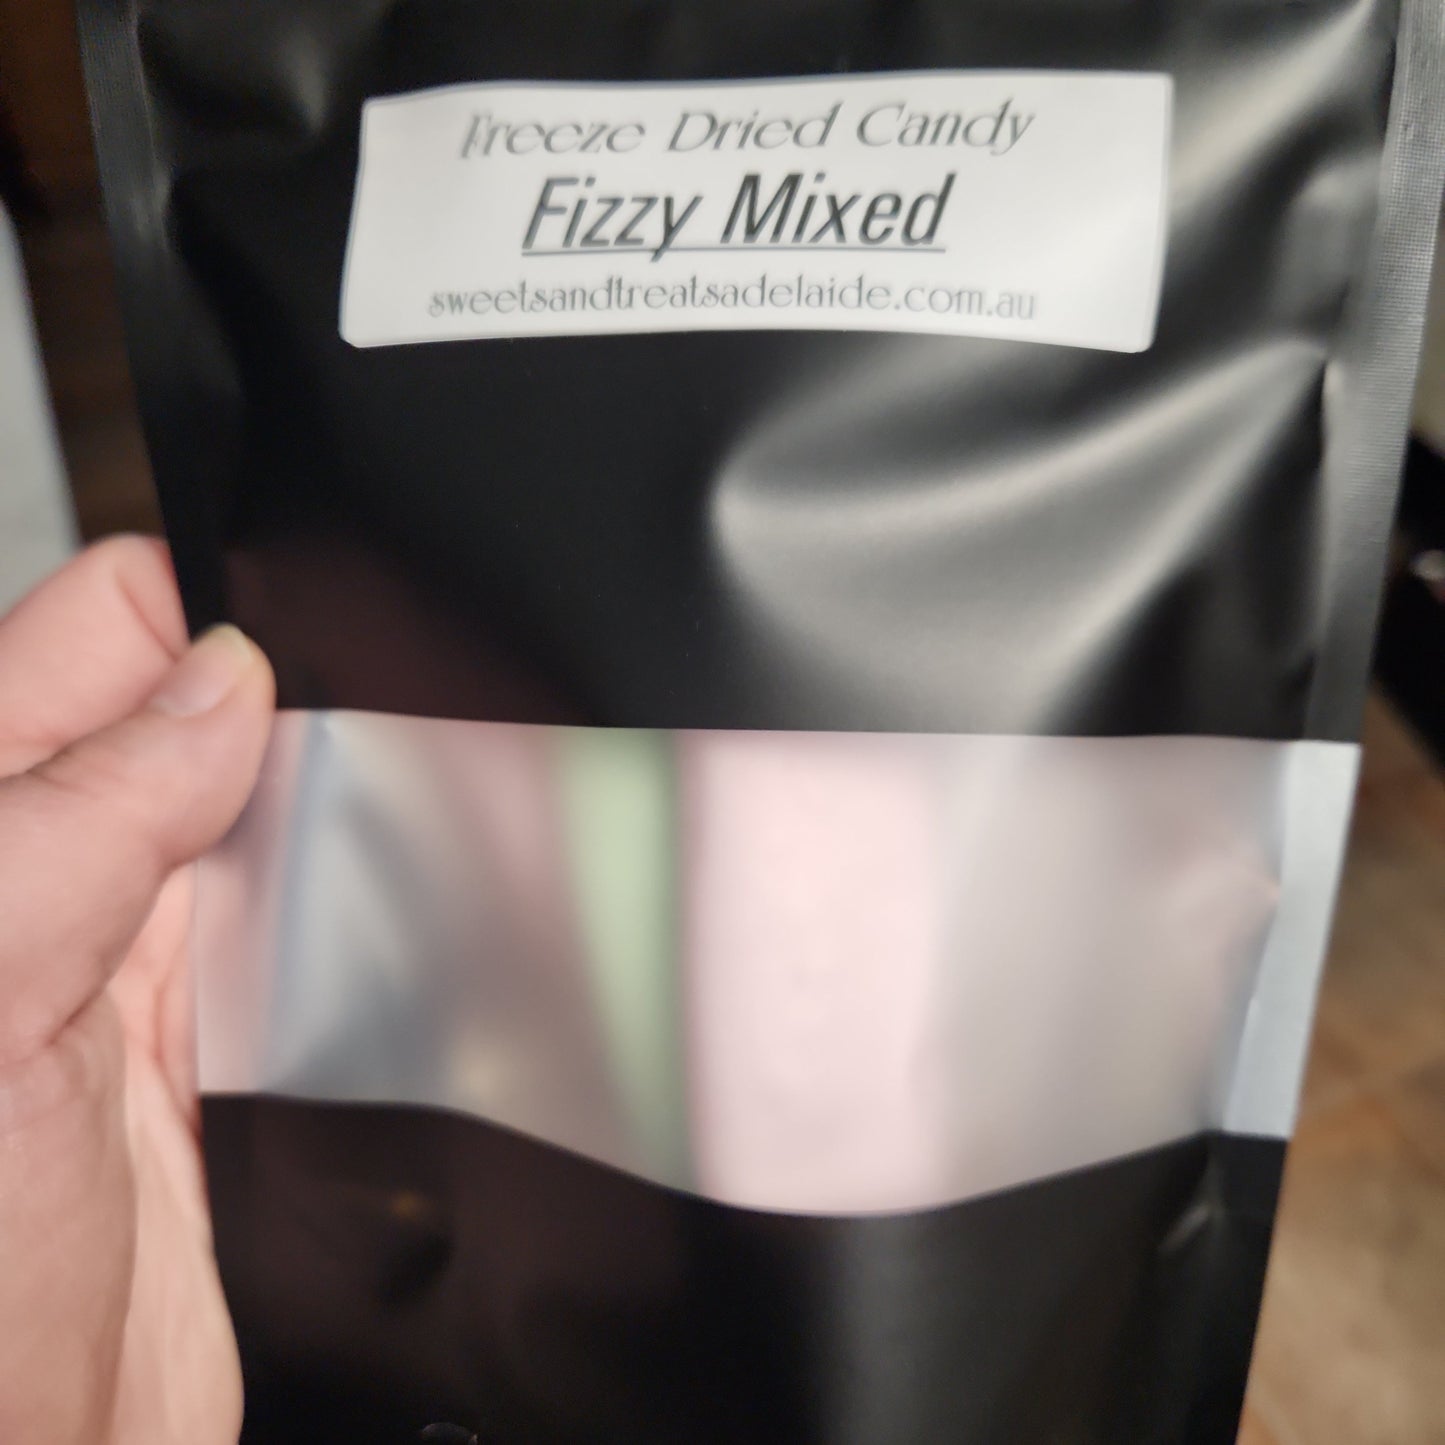 Freeze Dried Candy
Fizzy Mixed
sweetsandtreatsadelaide.com.au